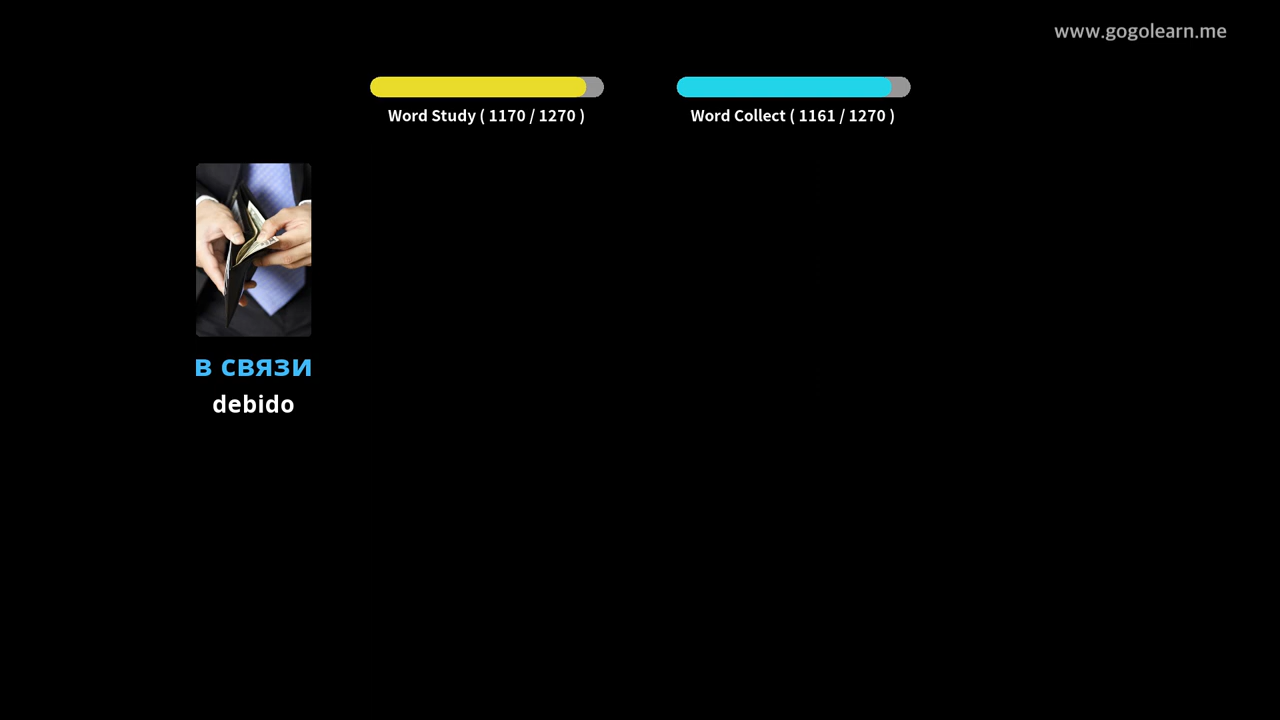 www.gogolearn.me
Word Study ( 1170 / 1270 )
Word Collect ( 1161 / 1270 )
в связи
debido